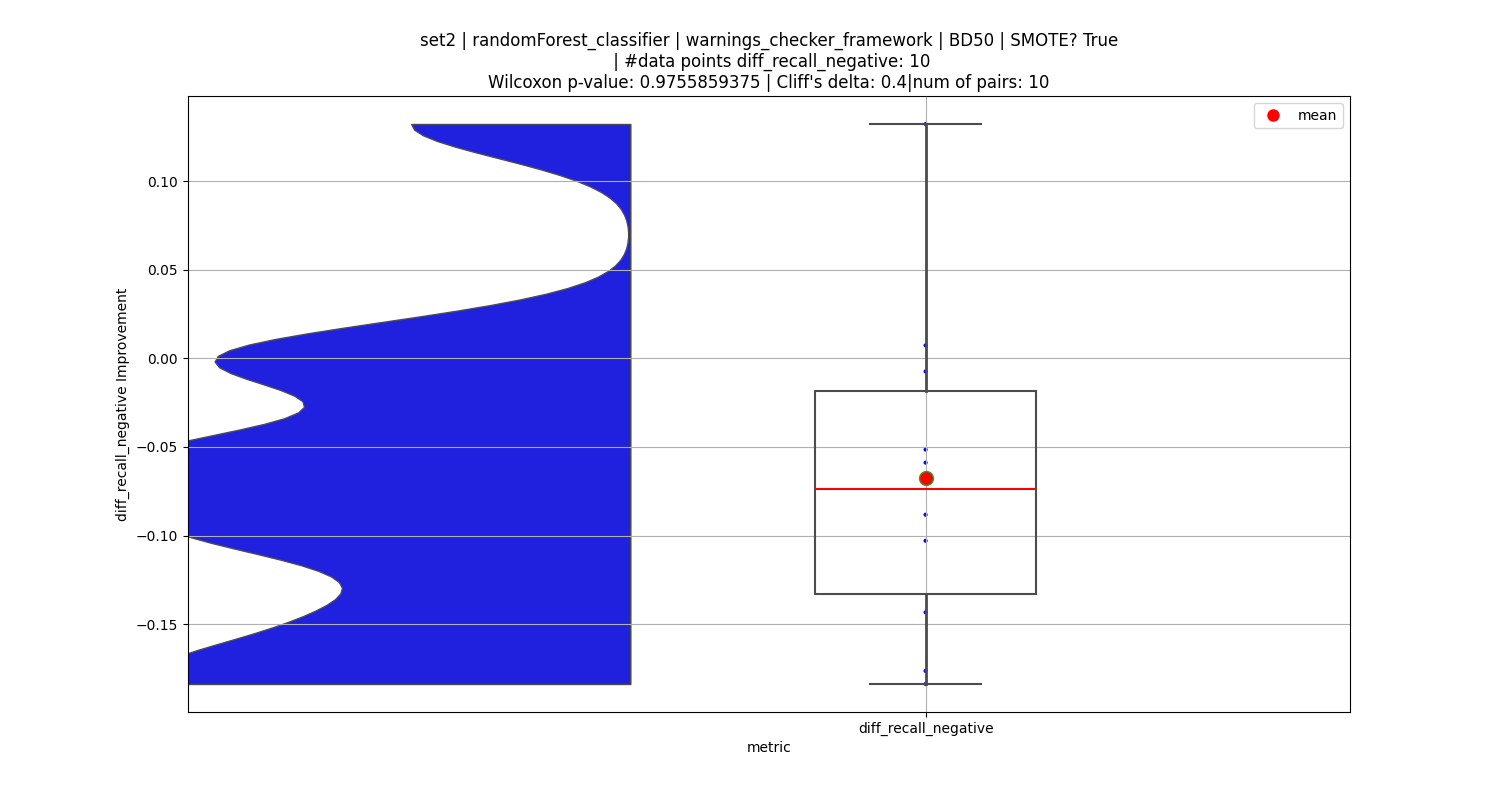 set2 | randomForest_classifier | warnings_checker_framework | BD50 | SMOTE? True
| #data points diff_recall_negative: 10
Wilcoxon p-value: 0.9755859375 | Cliff's delta: 0.4|num of pairs: 10
mean
0.10
0.05
0.00
−0.05
−0.10
−0.15
diff_recall_negative Improvement
diff_recall_negative
metric